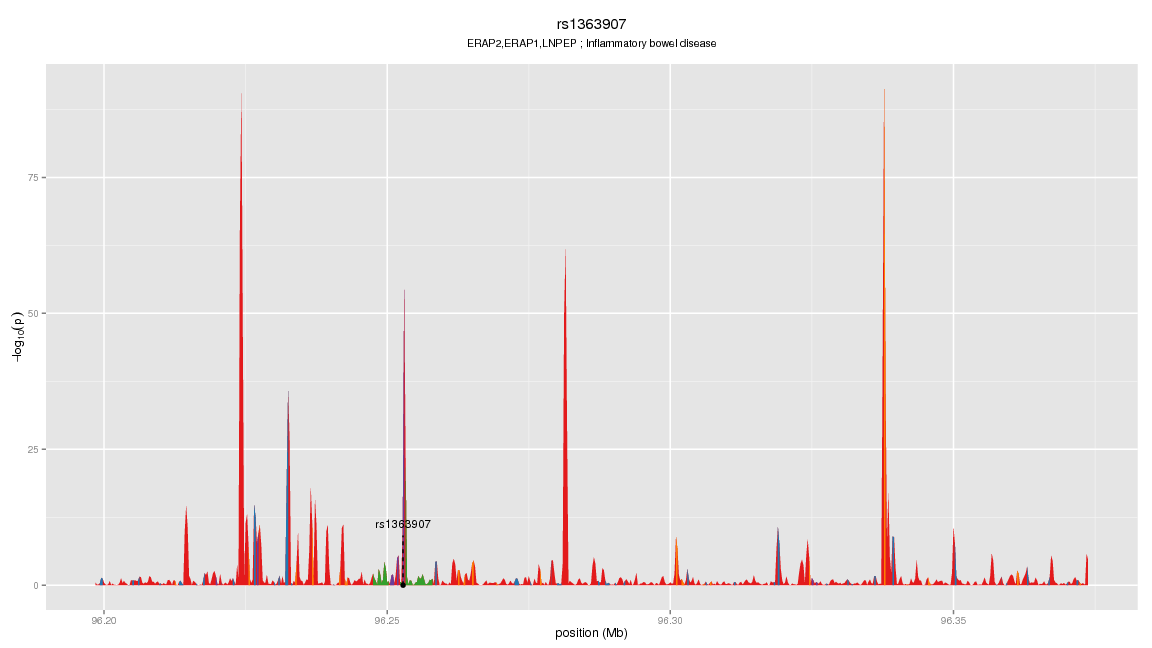 rs1363907
ERAP2,ERAP1,LNPEP ; Inflammatory bowel disease
75
50
25
0
−log10(p)
rs1363907
96.20 96.25 96.30 96.35
position (Mb)